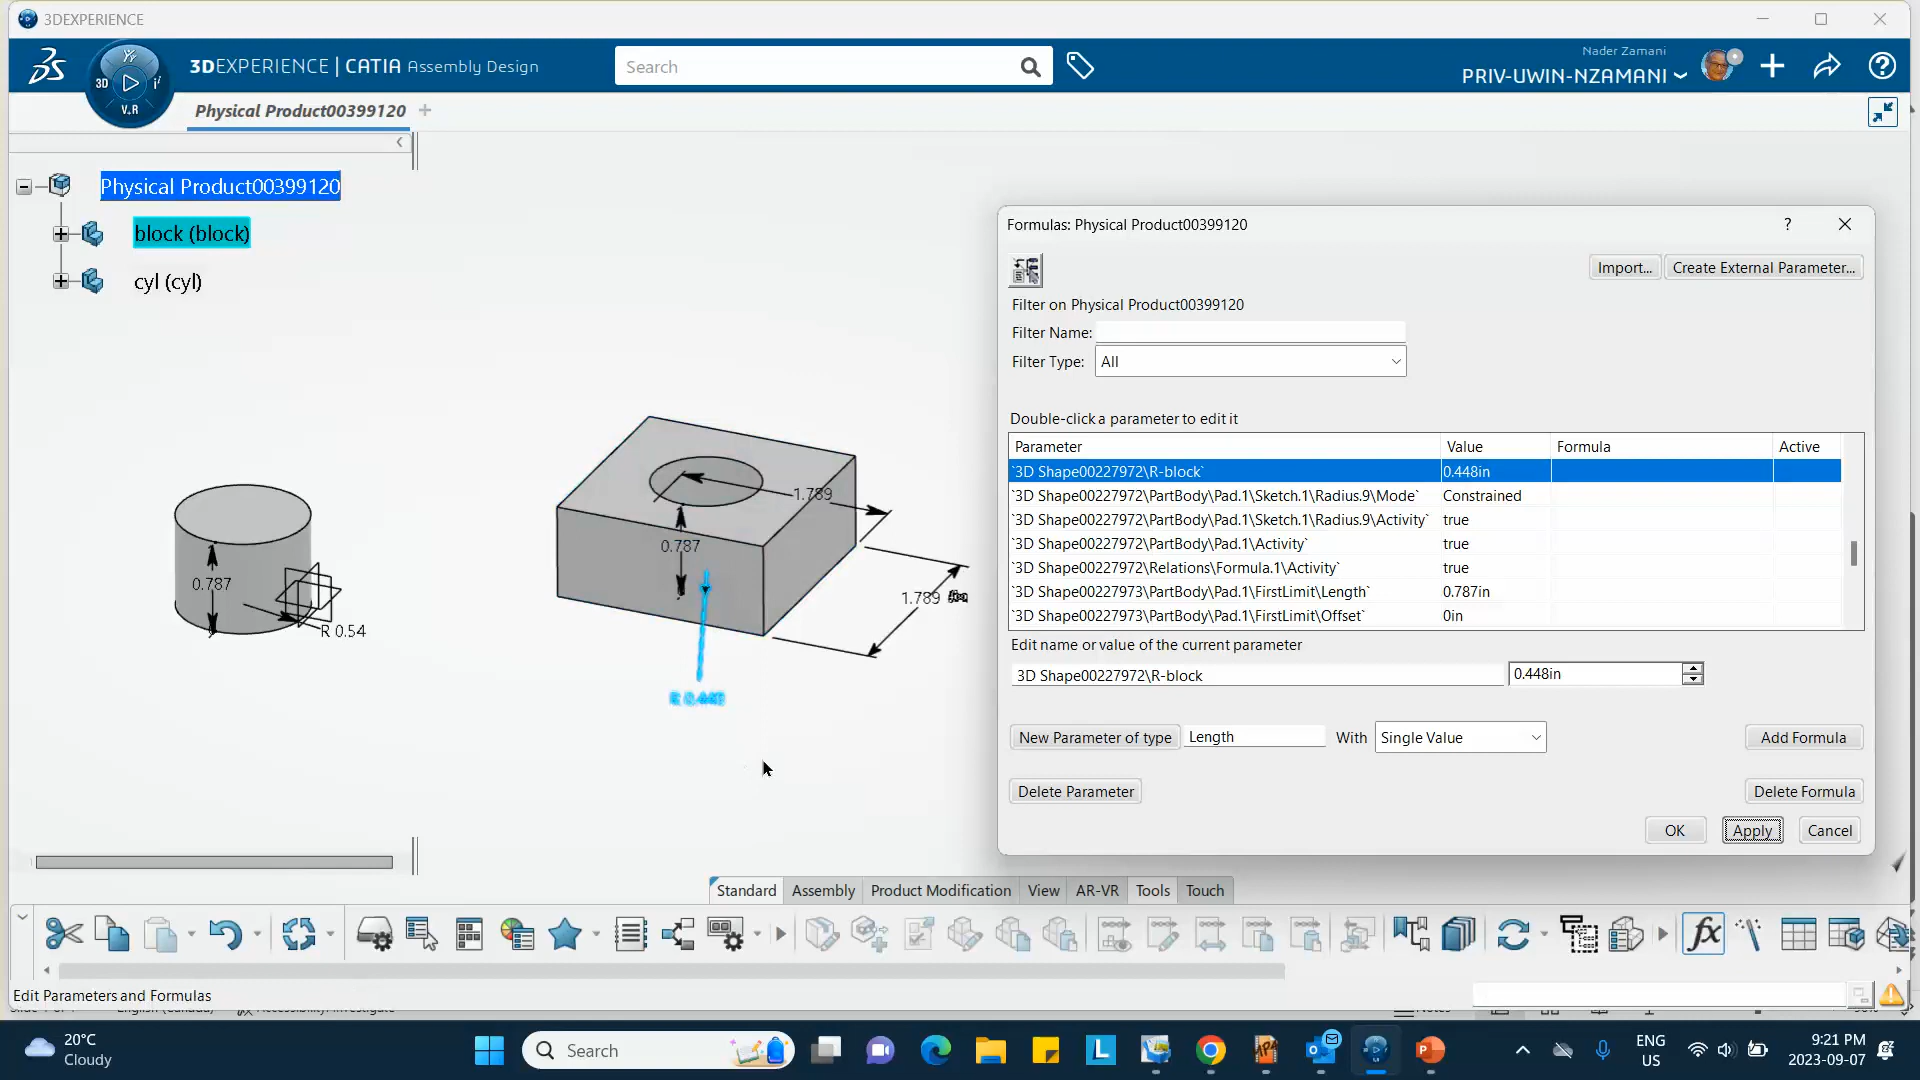 3DEXPERIENCE
3DEXPERIENCE | CATIA Assembly Design
3D
V.R
Search
Nader Zamani
PRIV-UWIN-NZAMANI
Physical Product00399120
Physical Product00399120
block (block)
cyl (cyl)
0.787
R 0.54
1.789
0.787
1.789
Formulas: Physical Product00399120
?
Import...
Create External Parameter...
Filter on Physical Product00399120
Filter Name:
Filter Type: All
Double-click a parameter to edit it
Parameter Value Formula Active
`3D Shape00227972\R-block` 0.448in
`3D Shape00227972\PartBody\Pad.1\Sketch.1\Radius.9\Mode` Constrained
`3D Shape00227972\PartBody\Pad.1\Sketch.1\Radius.9\Activity` true
`3D Shape00227972\PartBody\Pad.1\Activity` true
`3D Shape00227972\Relations\Formula.1\Activity` true
`3D Shape00227973\PartBody\Pad.1\FirstLimit\Length` 0.787in
`3D Shape00227973\PartBody\Pad.1\FirstLimit\Offset` 0in
Edit name or value of the current parameter
3D Shape00227972\R-block 0.448in
New Parameter of type Length With Single Value Add Formula
Delete Parameter Delete Formula
OK Apply Cancel
Standard Assembly Product Modification View AR-VR Tools Touch
fx
Edit Parameters and Formulas
20°C
Cloudy
Search
ENG
US
9:21 PM
2023-09-07